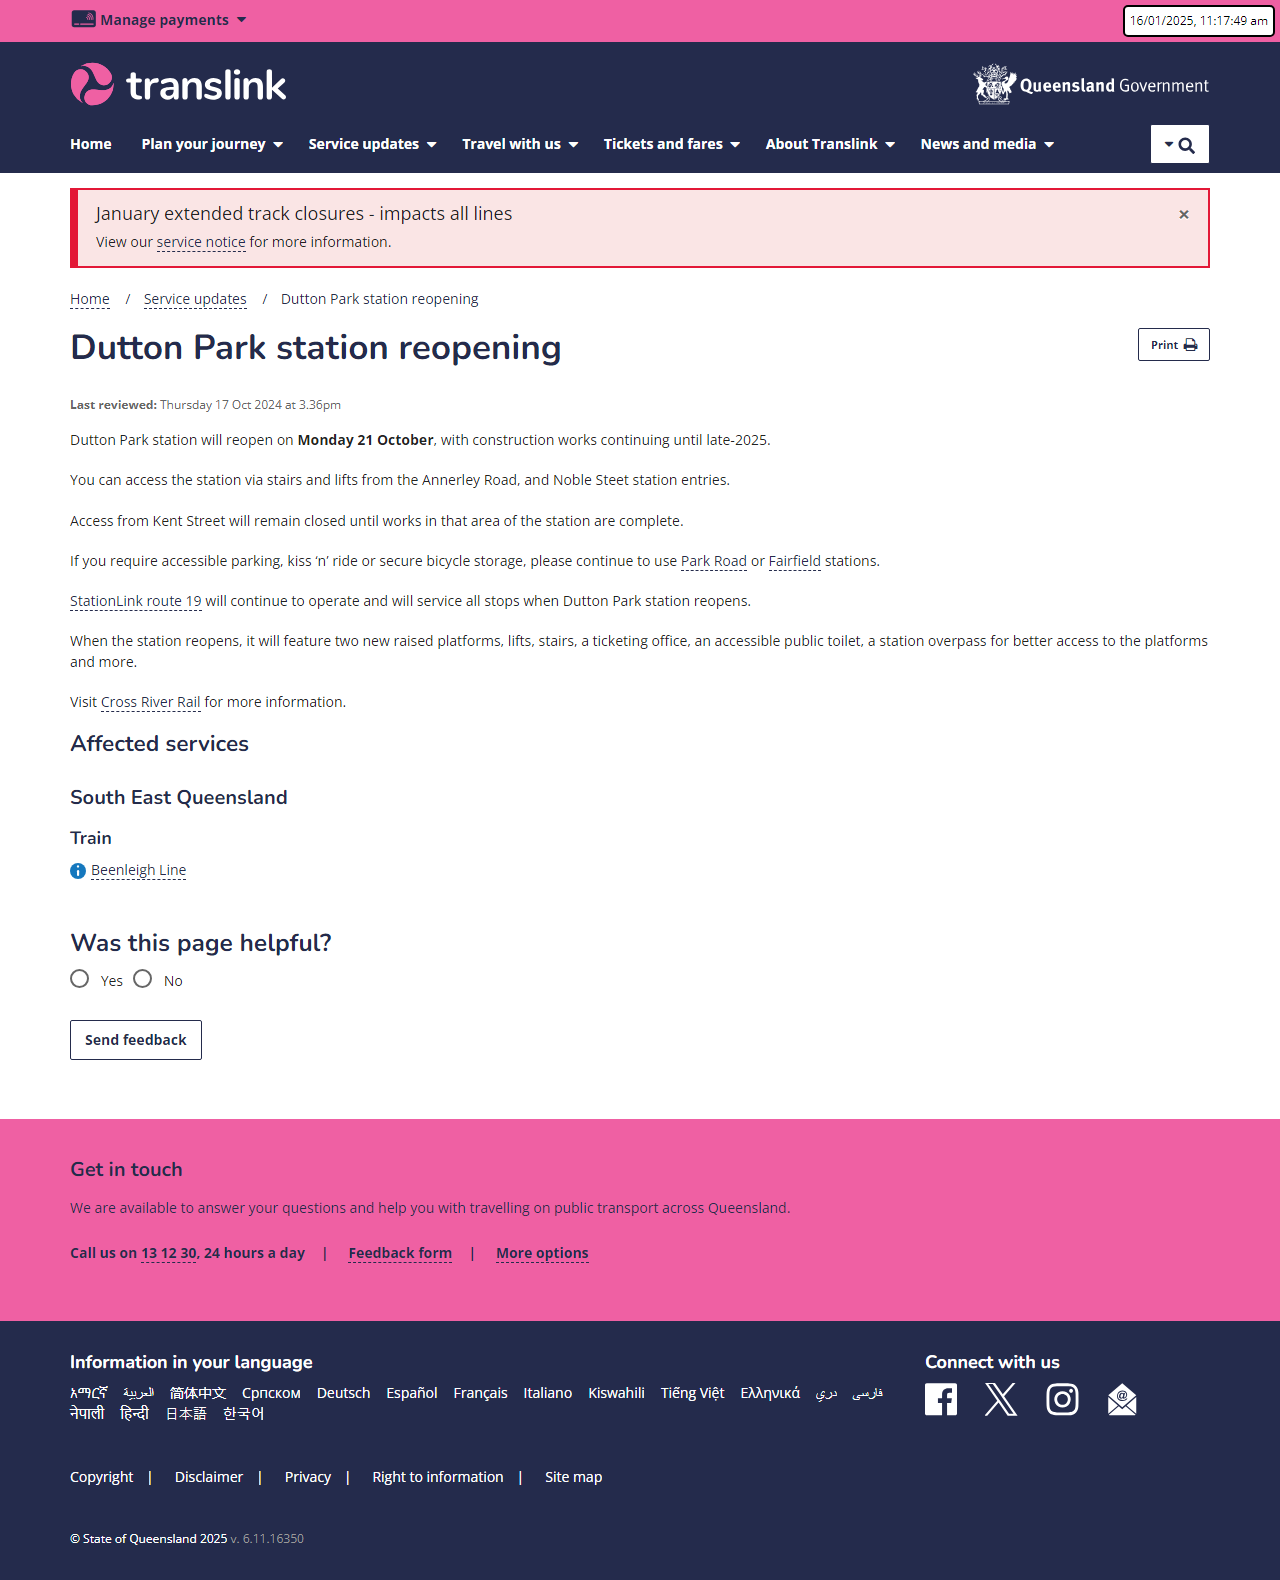 Manage payments
16/01/2025, 11:17:49 am
translink
Queensland Government
Home Plan your journey Service updates Travel with us Tickets and fares About Translink News and media
January extended track closures - impacts all lines
×
View our service notice for more information.
Home / Service updates / Dutton Park station reopening
Dutton Park station reopening
Print
Last reviewed: Thursday 17 Oct 2024 at 3.36pm
Dutton Park station will reopen on Monday 21 October, with construction works continuing until late-2025.
You can access the station via stairs and lifts from the Annerley Road, and Noble Steet station entries.
Access from Kent Street will remain closed until works in that area of the station are complete.
If you require accessible parking, kiss ‘n’ ride or secure bicycle storage, please continue to use Park Road or Fairfield stations.
StationLink route 19 will continue to operate and will service all stops when Dutton Park station reopens.
When the station reopens, it will feature two new raised platforms, lifts, stairs, a ticketing office, an accessible public toilet, a station overpass for better access to the platforms
and more.
Visit Cross River Rail for more information.
Affected services
South East Queensland
Train
Beenleigh Line
Was this page helpful?
Yes No
Send feedback
Get in touch
We are available to answer your questions and help you with travelling on public transport across Queensland.
Call us on 13 12 30, 24 hours a day | Feedback form | More options
Information in your language
Connect with us
አማርኛ العربية 简体中文 Српском Deutsch Español Français Italiano Kiswahili Tiếng Việt Ελληνικά دري فارسی
नेपाली हिन्दी 日本語 한국어
Copyright | Disclaimer | Privacy | Right to information | Site map
© State of Queensland 2025 v. 6.11.16350